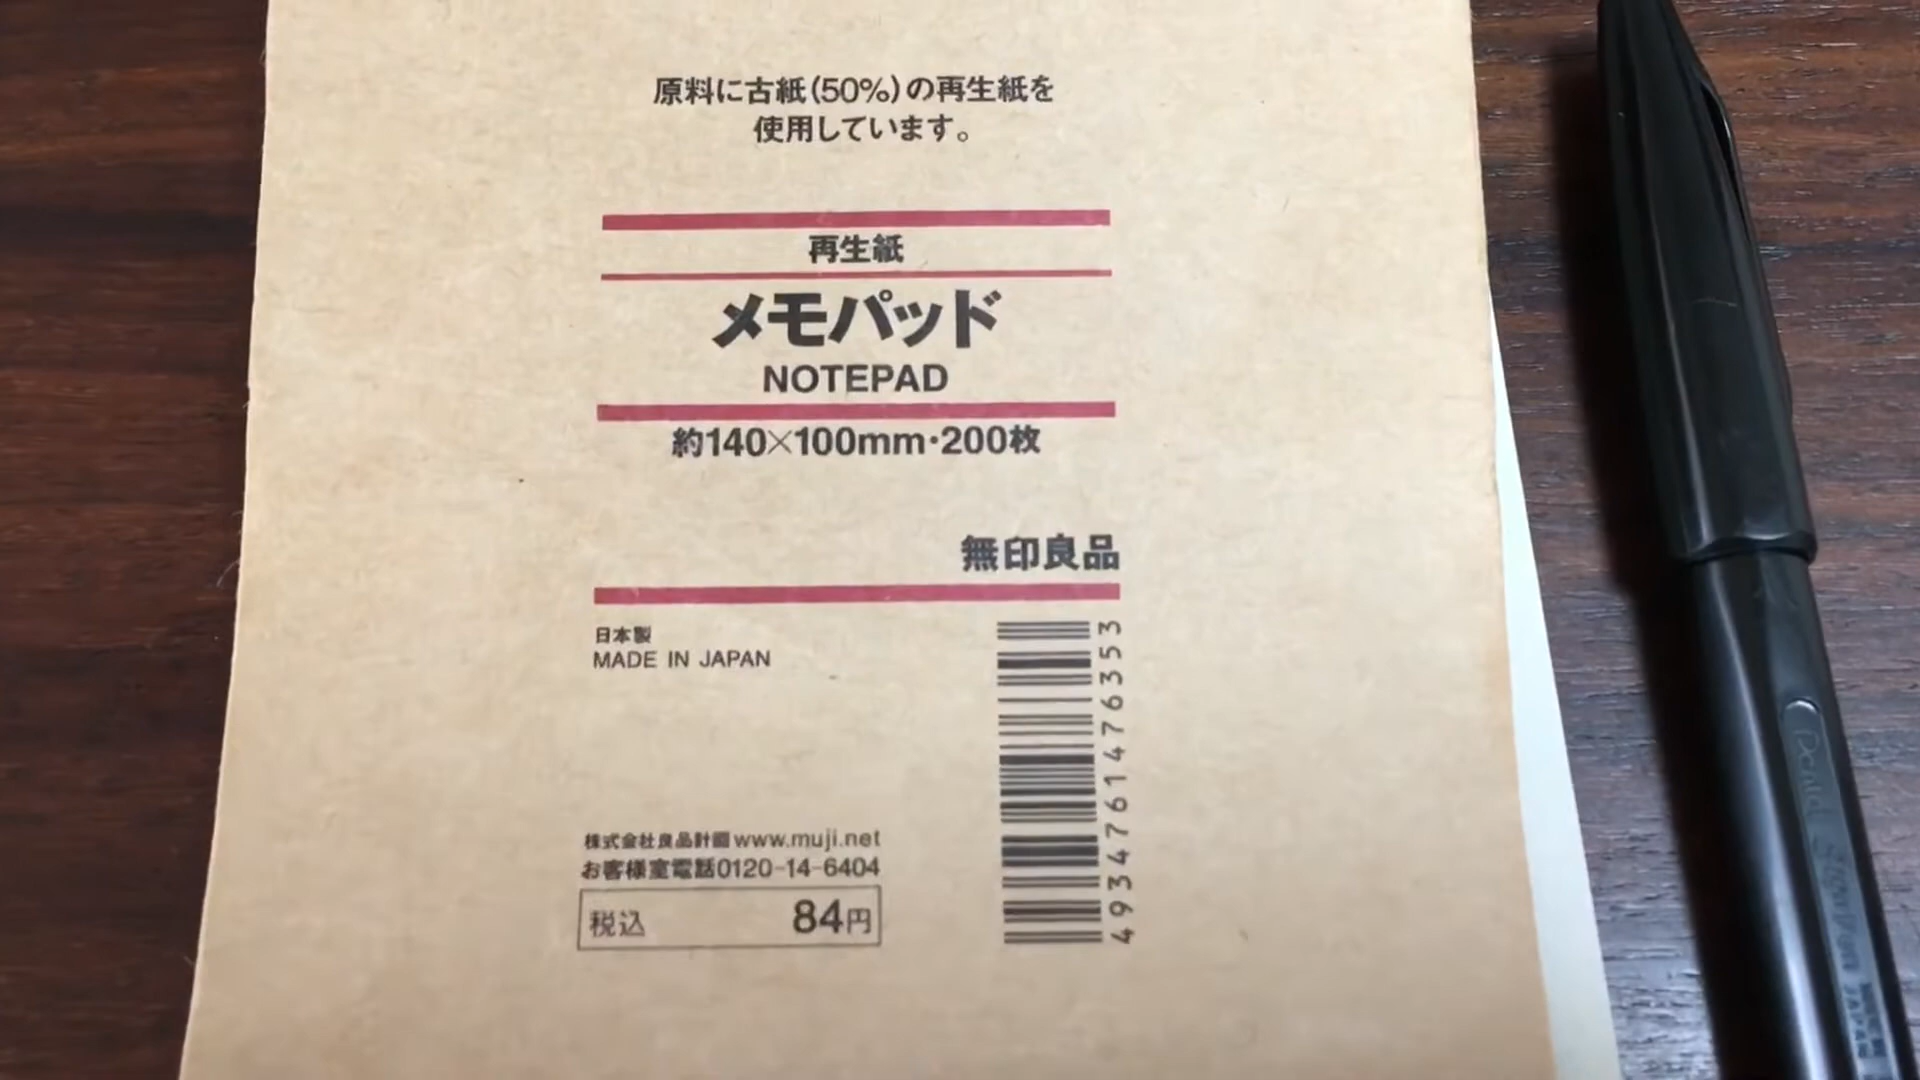 原料に古紙(50%)の再生紙を
使用しています。
再生紙
メモパッド
NOTEPAD
約140×100mm・200枚
無印良品
日本製
MADE IN JAPAN
4934761476353
株式会社良品計画 www.muji.net
お客様室電話0120-14-6404
税込 84円